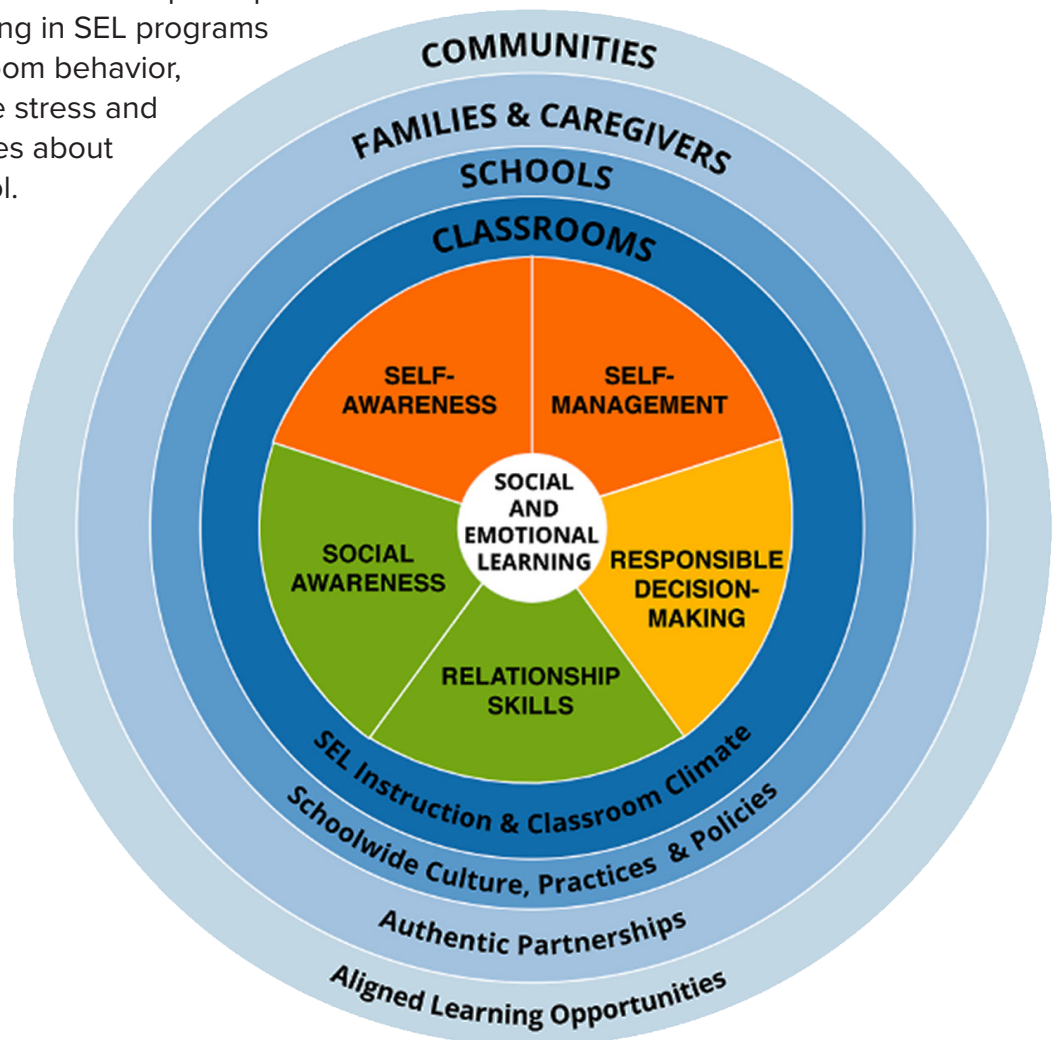 ng in SEL programs
oom behavior,
e stress and
es about
ol.
COMMUNITIES
FAMILIES & CAREGIVERS
SCHOOLS
CLASSROOMS
SELF-
AWARENESS
SELF-
MANAGEMENT
SOCIAL
AND
EMOTIONAL
LEARNING
SOCIAL
AWARENESS
RESPONSIBLE
DECISION-
MAKING
RELATIONSHIP
SKILLS
SEL Instruction & Classroom Climate
Schoolwide Culture, Practices & Policies
Authentic Partnerships
Aligned Learning Opportunities